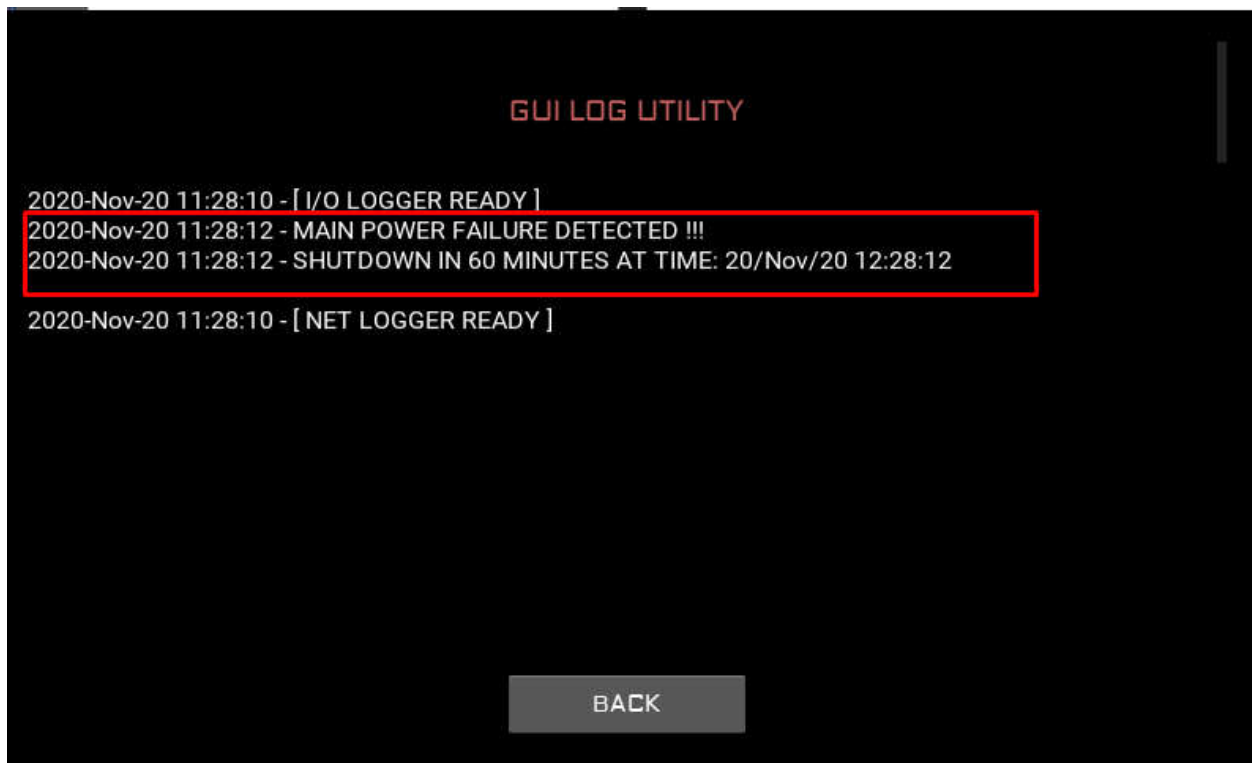 GUI LOG UTILITY
2020-Nov-20 11:28:10 - [ I/O LOGGER READY ]
2020-Nov-20 11:28:12 - MAIN POWER FAILURE DETECTED !!!
2020-Nov-20 11:28:12 - SHUTDOWN IN 60 MINUTES AT TIME: 20/Nov/20 12:28:12
2020-Nov-20 11:28:10 - [ NET LOGGER READY ]
BACK